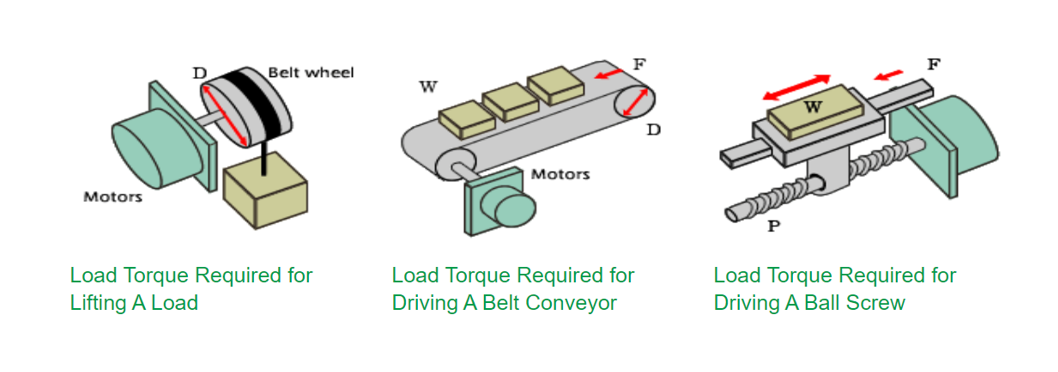 D
Belt wheel
Motors
Load Torque Required for
Lifting A Load
W
F
D
Motors
Load Torque Required for
Driving A Belt Conveyor
F
W
P
Load Torque Required for
Driving A Ball Screw